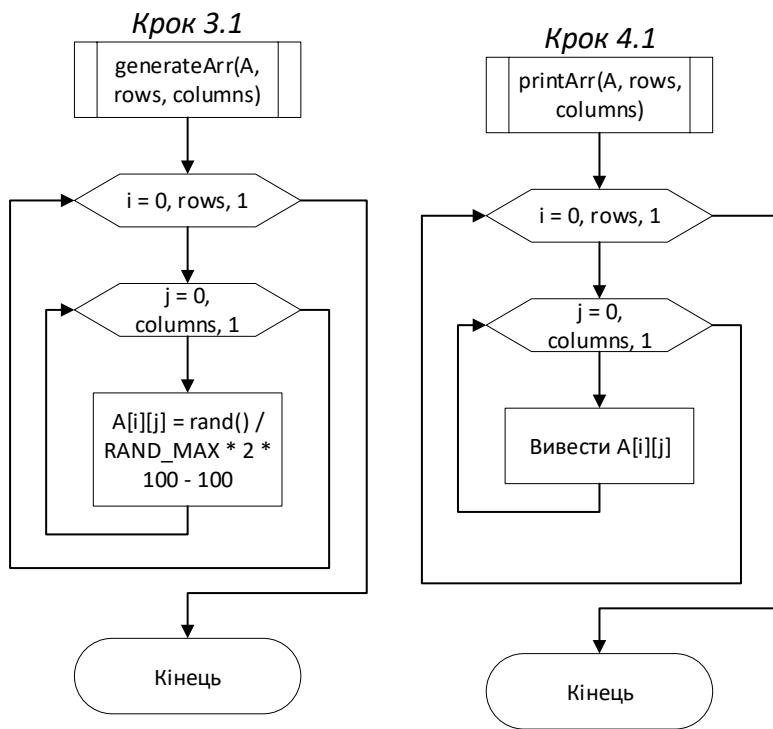 Крок 3.1
generateArr(A,
rows, columns)
i = 0, rows, 1
j = 0,
columns, 1
A[i][j] = rand() /
RAND_MAX * 2 *
100 - 100
Кінець
Крок 4.1
printArr(A, rows,
columns)
i = 0, rows, 1
j = 0,
columns, 1
Вивести A[i][j]
Кінець